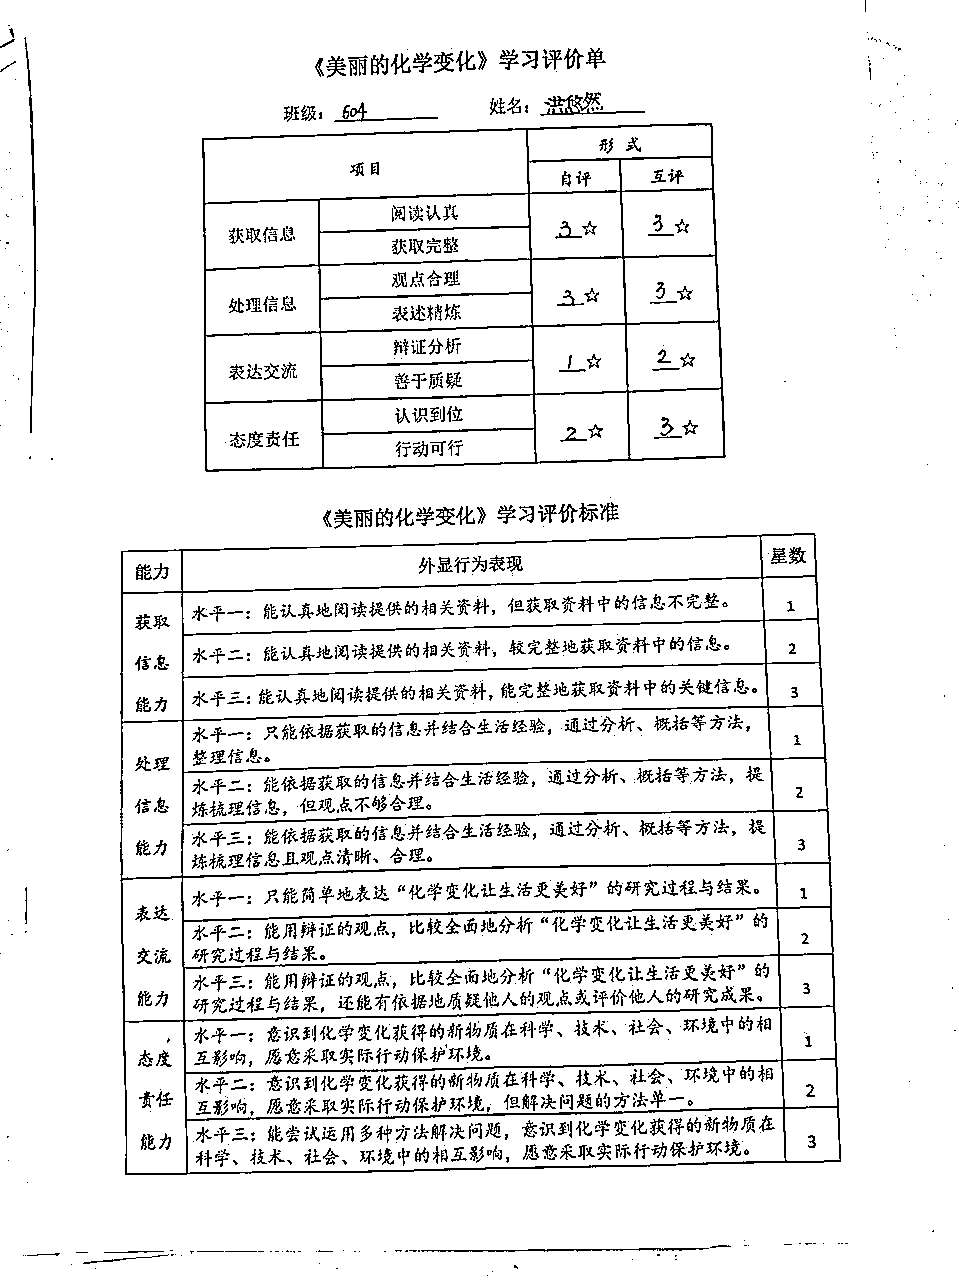 《美丽的化学变化》学习评价单
班级：604 姓名：洪悠然
项目 形式
自评 互评
获取信息 阅读认真 3☆ 3☆
获取完整
处理信息 观点合理 3☆ 3☆
表述精炼
表达交流 辩证分析 1☆ 2☆
善于质疑
态度责任 认识到位 2☆ 3☆
行动可行
《美丽的化学变化》学习评价标准
能力 外显行为表现 星数
获取信息能力 水平一：能认真地阅读提供的相关资料，但获取资料中的信息不完整。 1
水平二：能认真地阅读提供的相关资料，较完整地获取资料中的信息。 2
水平三：能认真地阅读提供的相关资料，能完整地获取资料中的关键信息。 3
处理信息能力 水平一：只能依据获取的信息并结合生活经验，通过分析、概括等方法，
整理信息。 1
水平二：能依据获取的信息并结合生活经验，通过分析、概括等方法，提
炼梳理信息，但观点不够合理。 2
水平三：能依据获取的信息并结合生活经验，通过分析、概括等方法，提
炼梳理信息且观点清晰、合理。 3
表达交流能力 水平一：只能简单地表达“化学变化让生活更美好”的研究过程与结果。 1
水平二：能用辩证的观点，比较全面地分析“化学变化让生活更美好”的
研究过程与结果。 2
水平三：能用辩证的观点，比较全面地分析“化学变化让生活更美好”的
研究过程与结果，还能有依据地质疑他人的观点或评价他人的研究成果。 3
态度责任能力 水平一：意识到化学变化获得的新物质在科学、技术、社会、环境中的相
互影响，愿意采取实际行动保护环境。 1
水平二：意识到化学变化获得的新物质在科学、技术、社会、环境中的相
互影响，愿意采取实际行动保护环境，但解决问题的方法单一。 2
水平三：能尝试运用多种方法解决问题，意识到化学变化获得的新物质在
科学、技术、社会、环境中的相互影响，愿意采取实际行动保护环境。 3